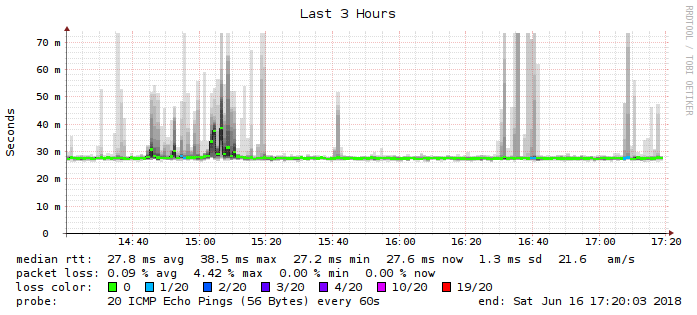 Last 3 Hours
RRDTOOL / TOBI OETIKER
Seconds
70 m
60 m
50 m
40 m
30 m
20 m
10 m
0
14:40 15:00 15:20 15:40 16:00 16:20 16:40 17:00 17:20
median rtt: 27.8 ms avg 38.5 ms max 27.2 ms min 27.6 ms now 1.3 ms sd 21.6 am/s
packet loss: 0.09 % avg 4.42 % max 0.00 % min 0.00 % now
loss color: 0 1/20 2/20 3/20 4/20 10/20 19/20
probe: 20 ICMP Echo Pings (56 Bytes) every 60s end: Sat Jun 16 17:20:03 2018